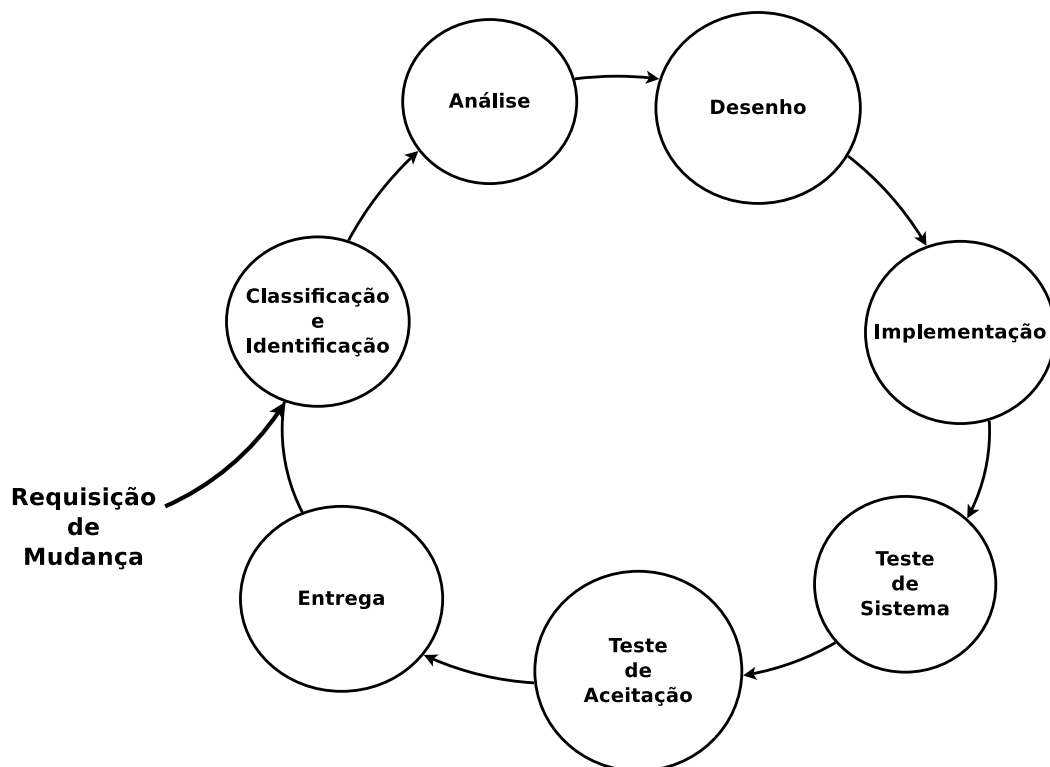 Análise
Desenho
Classificação
e
Identificação
Implementação
Requisição
de
Mudança
Entrega
Teste
de
Sistema
Teste
de
Aceitação